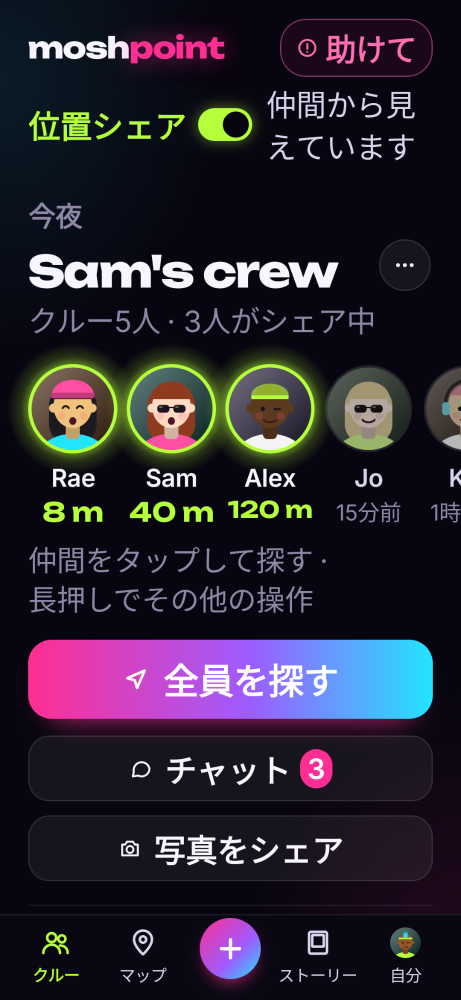 moshpoint
助けて
位置シェア
仲間から見
えています
今夜
Sam's crew
クルー5人 · 3人がシェア中
Rae
Sam
Alex
Jo
8 m
40 m
120 m
15分前
仲間をタップして探す ·
長押しでその他の操作
全員を探す
チャット 3
写真をシェア
クルー
マップ
ストーリー
自分